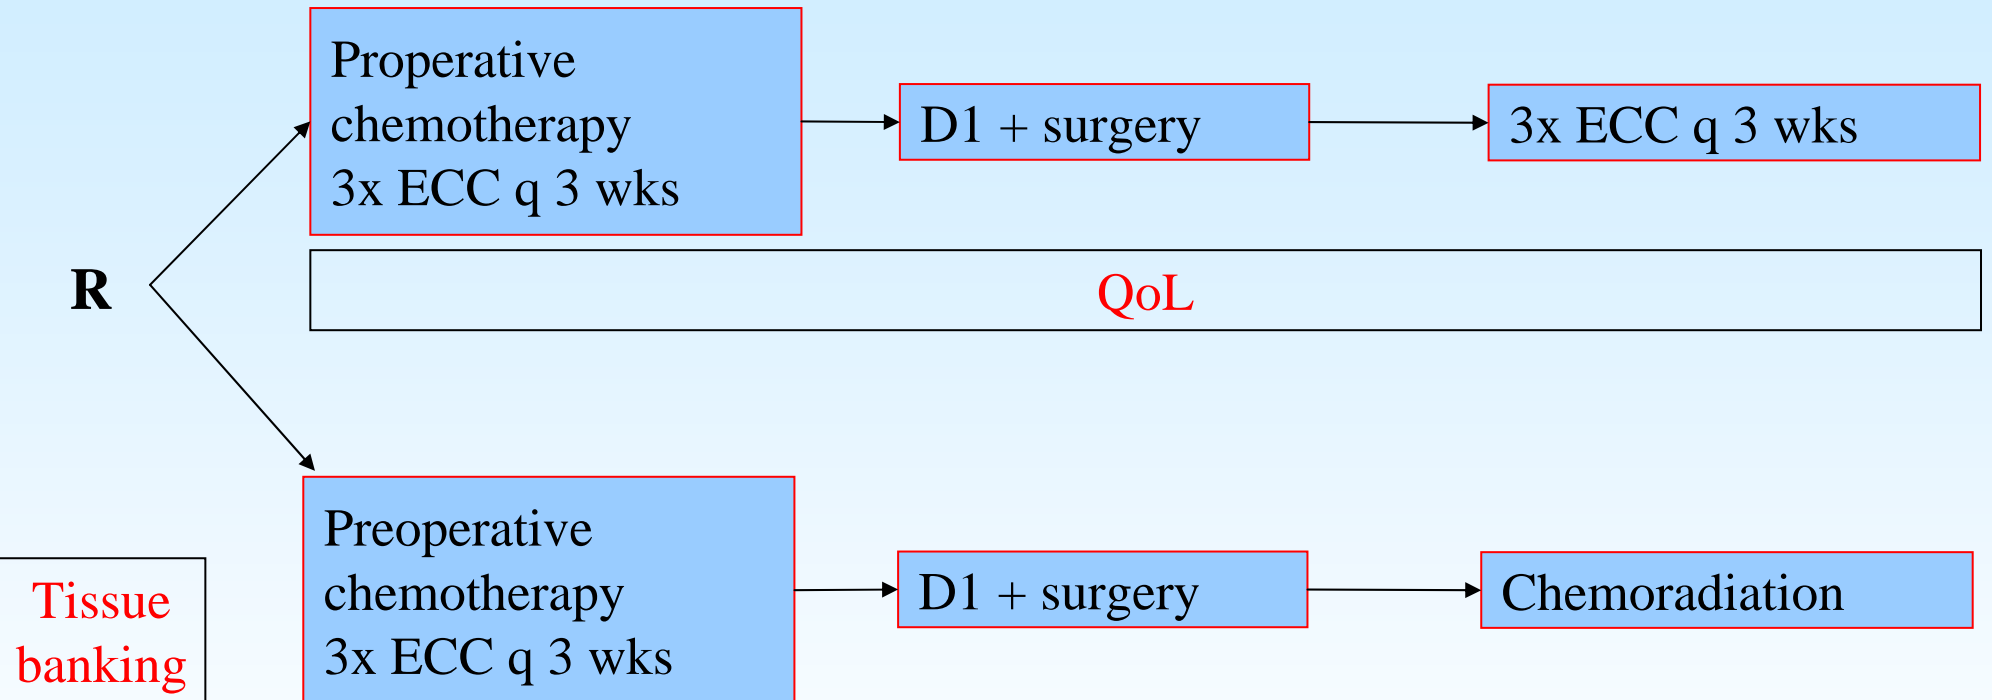 Properative
chemotherapy
3x ECC q 3 wks
D1 + surgery
3x ECC q 3 wks
R
QoL
Preoperative
chemotherapy
3x ECC q 3 wks
D1 + surgery
Chemoradiation
Tissue
banking